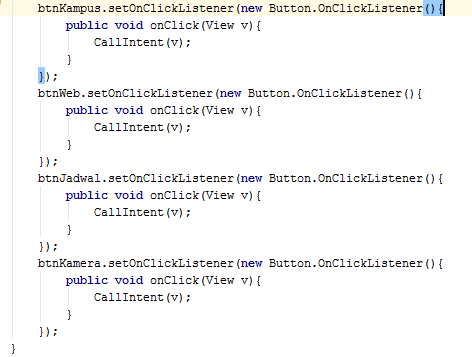 btnKampus.setOnClickListener(new Button.OnClickListener(){
public void onClick(View v){
CallIntent(v);
}
});
btnWeb.setOnClickListener(new Button.OnClickListener(){
public void onClick(View v){
CallIntent(v);
}
});
btnJadwal.setOnClickListener(new Button.OnClickListener(){
public void onClick(View v){
CallIntent(v);
}
});
btnKamera.setOnClickListener(new Button.OnClickListener(){
public void onClick(View v){
CallIntent(v);
}
});
}